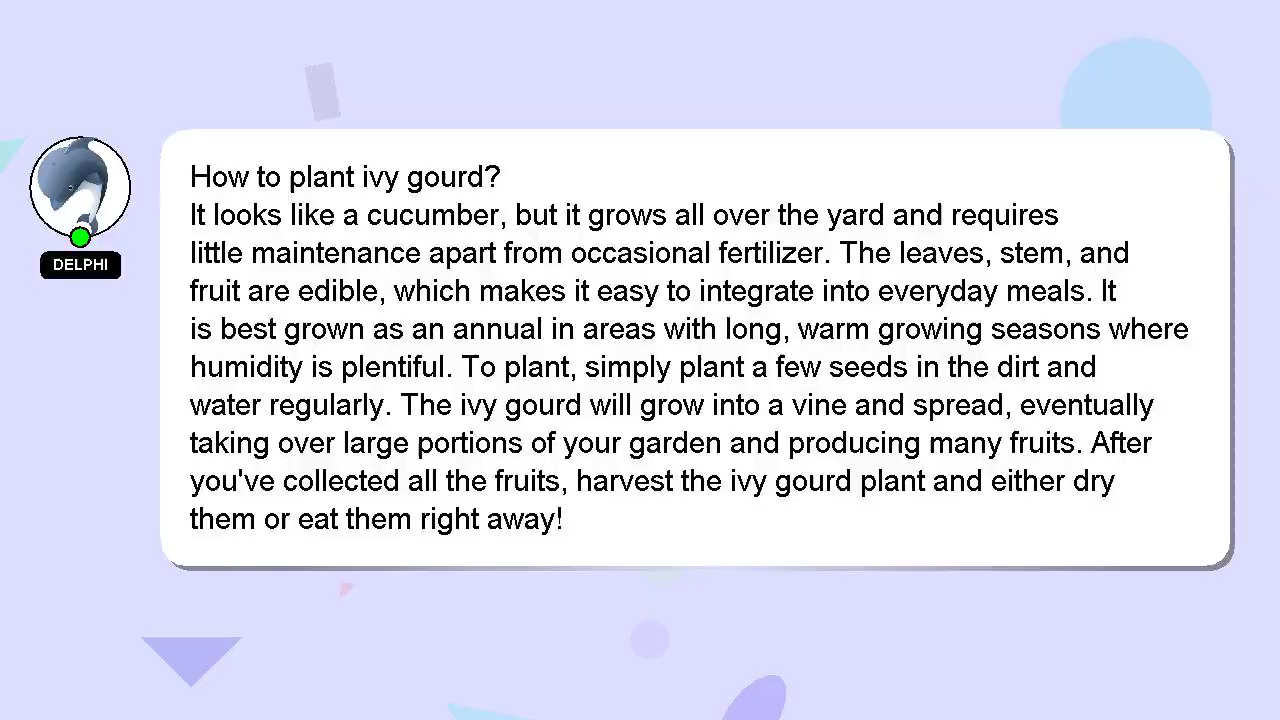 How to plant ivy gourd?
It looks like a cucumber, but it grows all over the yard and requires
little maintenance apart from occasional fertilizer. The leaves, stem, and
fruit are edible, which makes it easy to integrate into everyday meals. It
is best grown as an annual in areas with long, warm growing seasons where
humidity is plentiful. To plant, simply plant a few seeds in the dirt and
water regularly. The ivy gourd will grow into a vine and spread, eventually
taking over large portions of your garden and producing many fruits. After
you've collected all the fruits, harvest the ivy gourd plant and either dry
them or eat them right away!
DELPHI